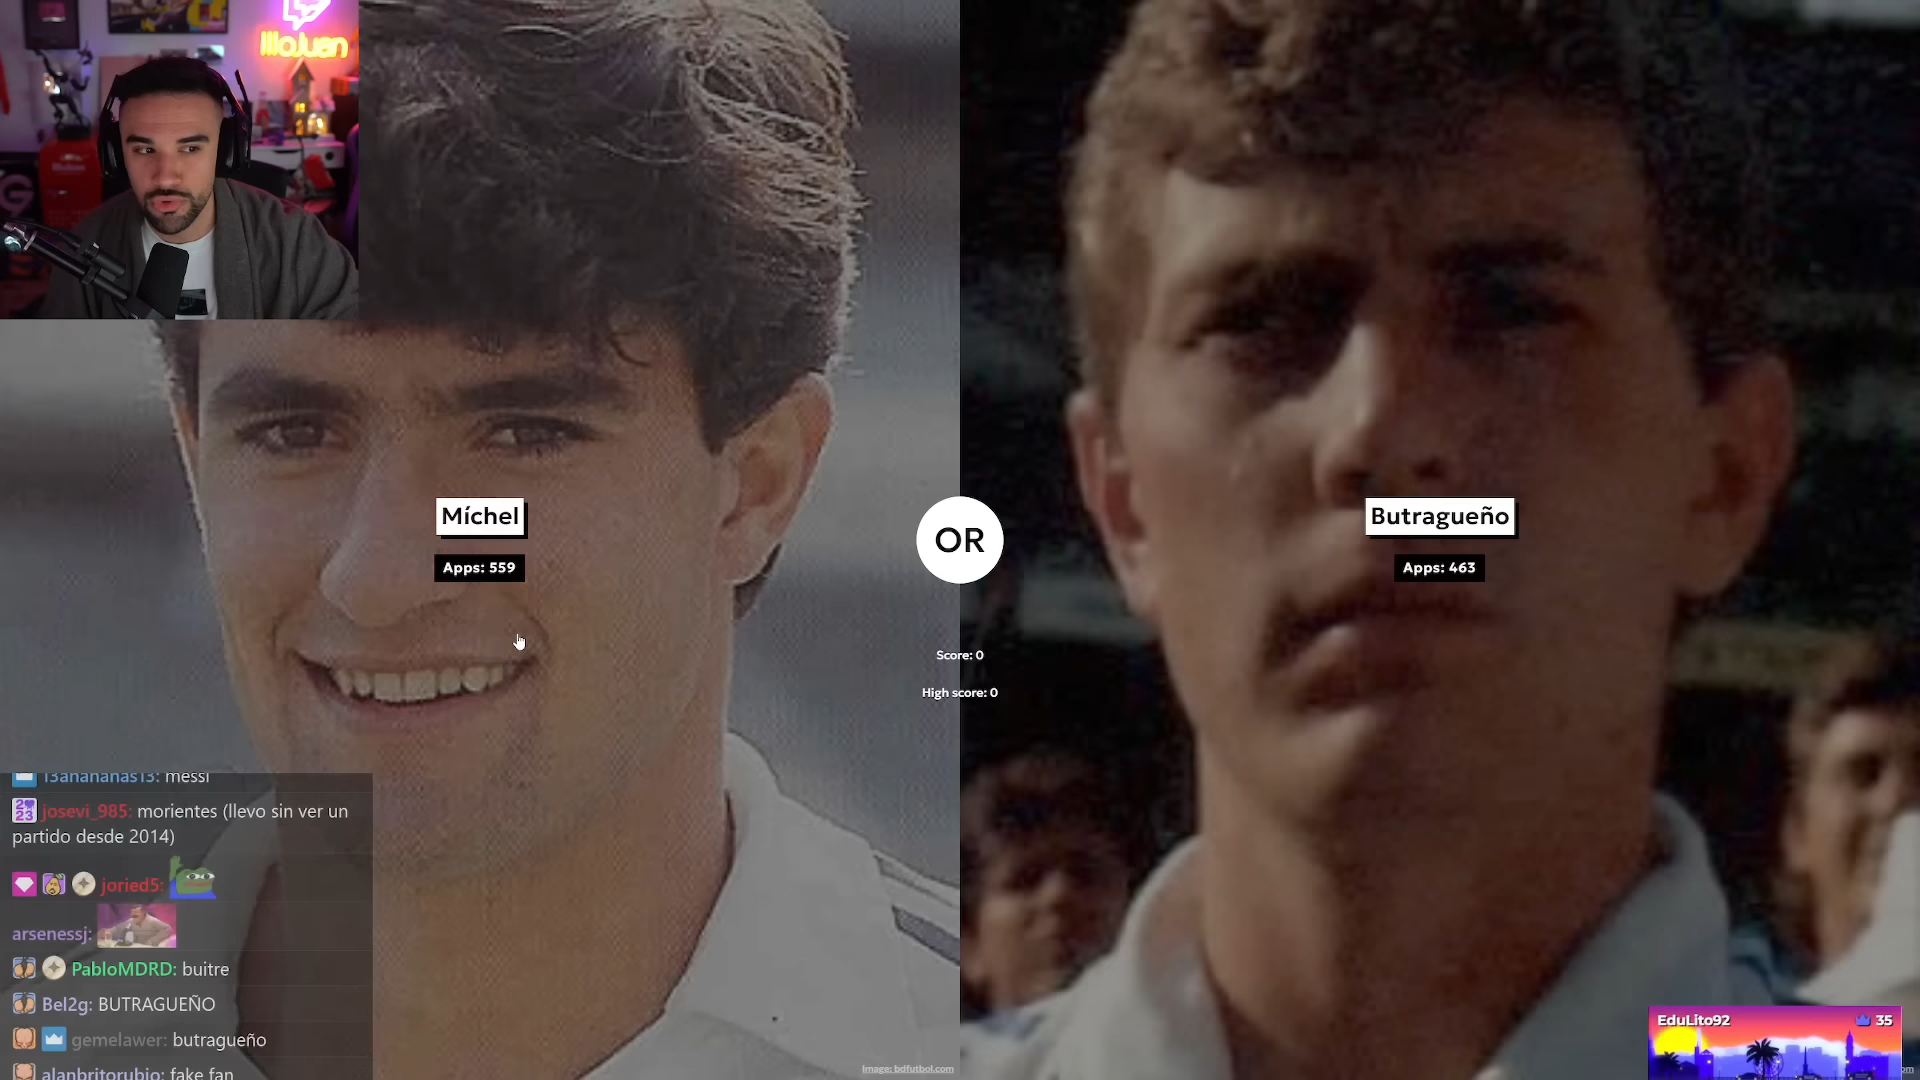 IlloJuan
Míchel
Apps: 559
OR
Butragueño
Apps: 463
Score: 0
High score: 0
13anananas13: messi
josevi_985: morientes (llevo sin ver un
partido desde 2014)
joried5:
arsenessj:
PabloMDRD: buitre
Bel2g: BUTRAGUEÑO
gemelawer: butragueño
alanbritorubio: fake fan
Image: bdfutbol.com
EduLito92
35